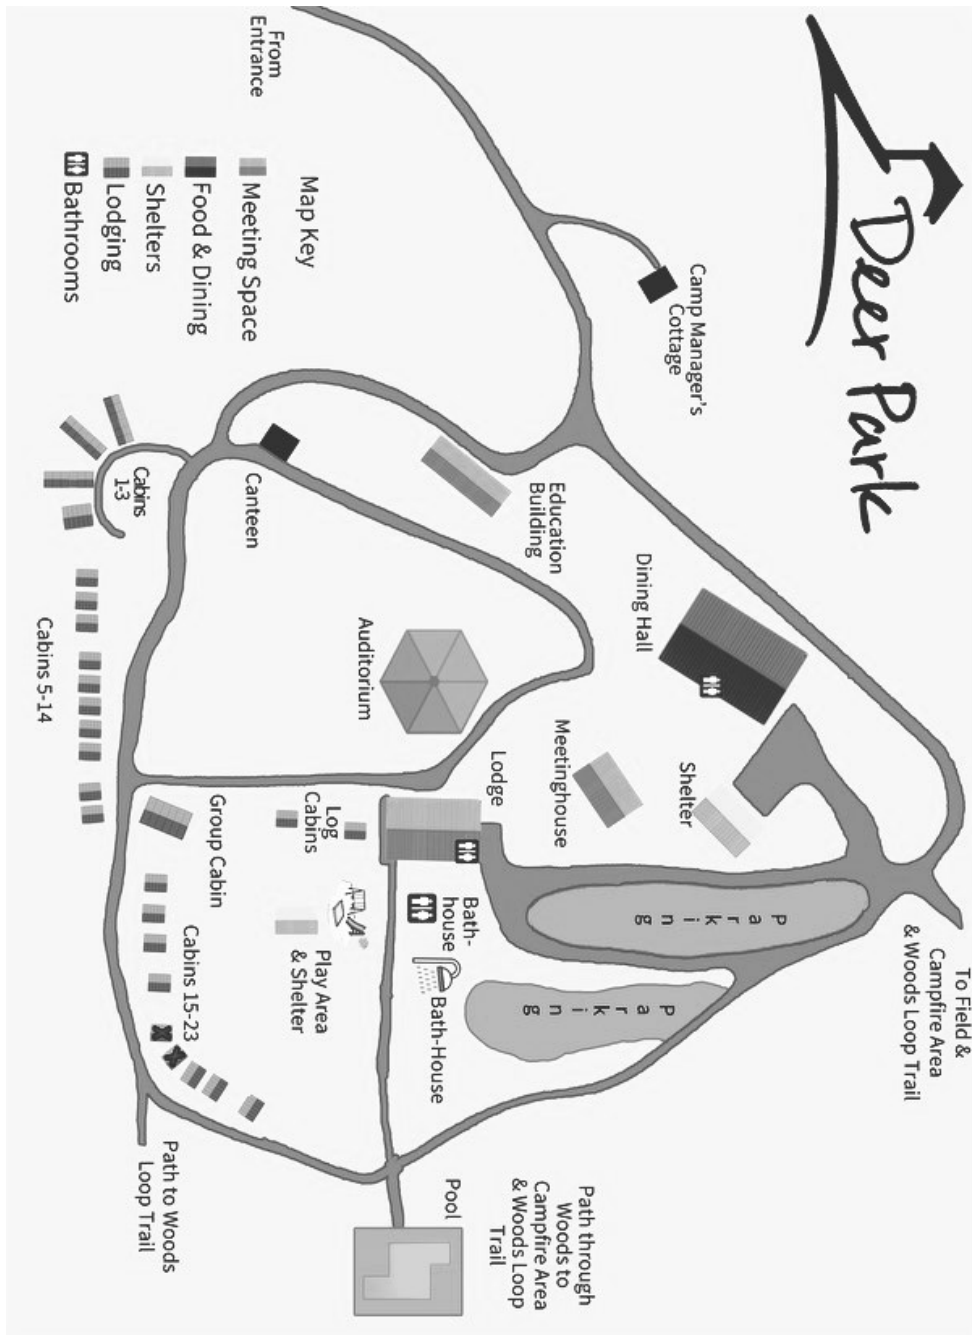 Deer Park
From
Entrance
Map Key
Meeting Space
Food & Dining
Shelters
Lodging
Bathrooms
Camp Manager's
Cottage
Education
Building
Canteen
Cabins
1-3
Cabins 5-14
Auditorium
Dining Hall
Meetinghouse
Shelter
Lodge
Log
Cabins
Group Cabin
Cabins 15-23
Play Area
& Shelter
Bath-
house
Bath-House
Parking
Parking
To Field &
Campfire Area
& Woods Loop Trail
Pool
Path through
Woods to
Campfire Area
& Woods Loop
Trail
Path to Woods
Loop Trail